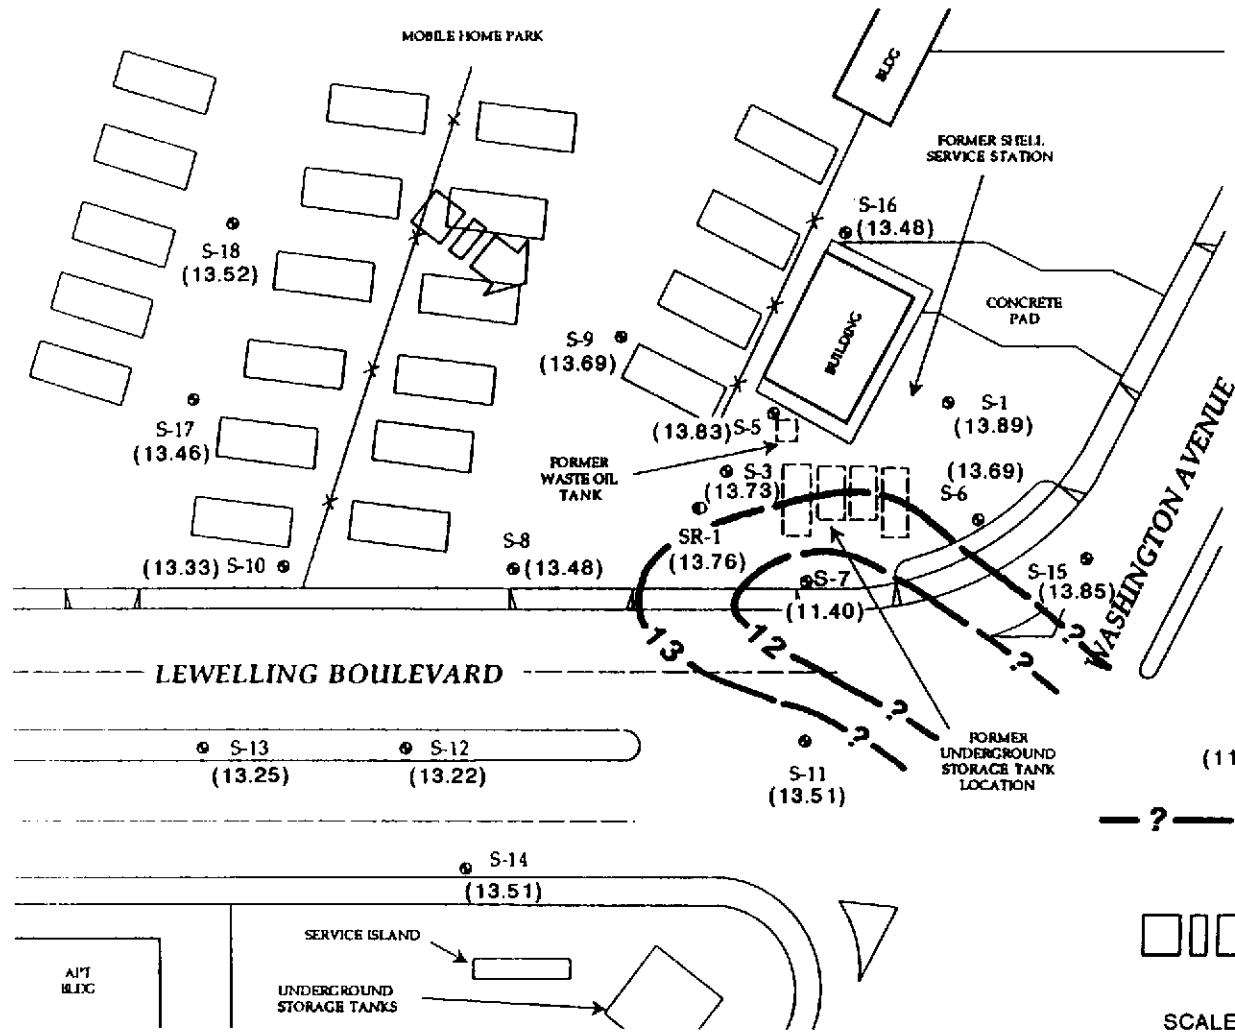 MOBILE HOME PARK
BLDG
FORMER SHELL
SERVICE STATION
S-16
(13.48)
S-18
(13.52)
CONCRETE
PAD
S-9
(13.69)
BUILDING
S-1
(13.89)
S-17
(13.46)
(13.83) S-5
FORMER
WASTE OIL
TANK
S-3
(13.73)
(13.69)
S-6
WASHINGTON AVENUE
SR-1
(13.76)
S-8
(13.48)
(13.33) S-10
S-7
(11.40)
S-15
(13.85)
13
12
?
?
?
?
LEWELLING BOULEVARD
S-13
(13.25)
S-12
(13.22)
S-11
(13.51)
FORMER
UNDERGROUND
STORAGE TANK
LOCATION
(11
?
S-14
(13.51)
SERVICE ISLAND
APT
BLDG
UNDERGROUND
STORAGE TANKS
SCALE